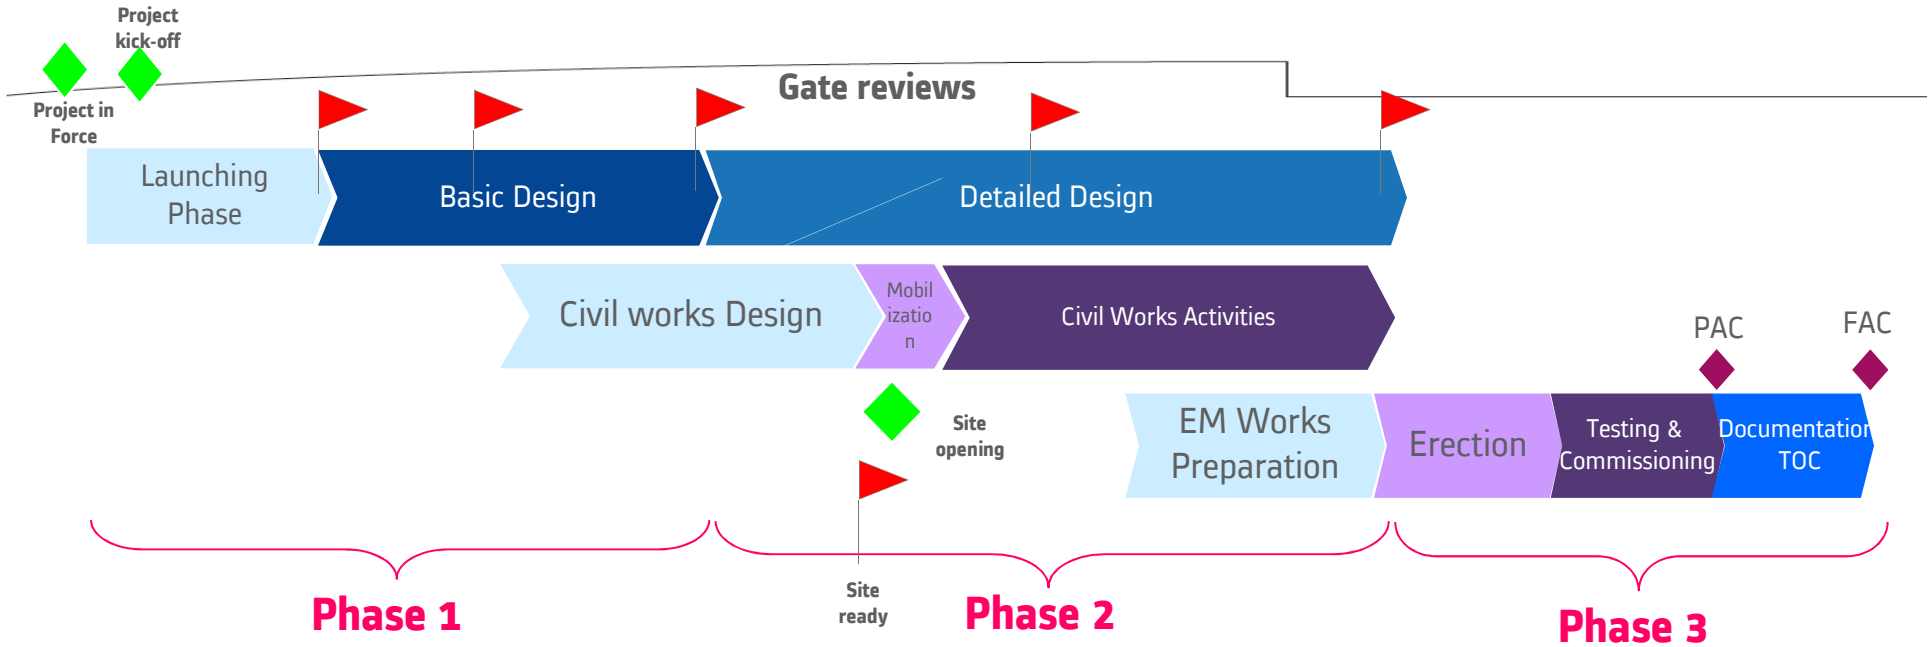 Project
kick-off
Project in
Force
Gate reviews
Launching
Phase
Basic Design
Detailed Design
Civil works Design
Mobil
izatio
n
Civil Works Activities
PAC
FAC
Site
opening
EM Works
Preparation
Erection
Testing &
Commissioning
Documentation
TOC
Site
ready
Phase 1
Phase 2
Phase 3